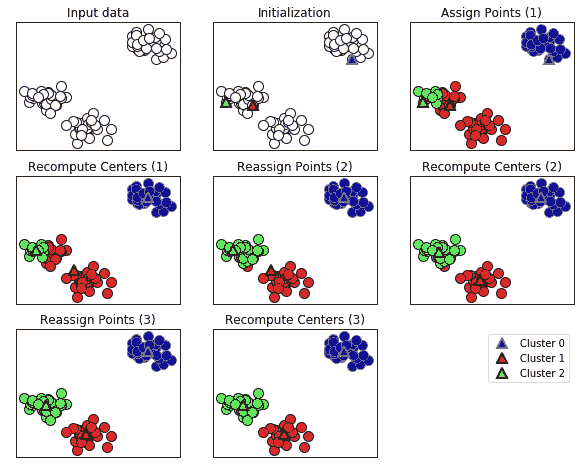 Input data
Initialization
Assign Points (1)
Recompute Centers (1)
Reassign Points (2)
Recompute Centers (2)
Reassign Points (3)
Recompute Centers (3)
Cluster 0
Cluster 1
Cluster 2